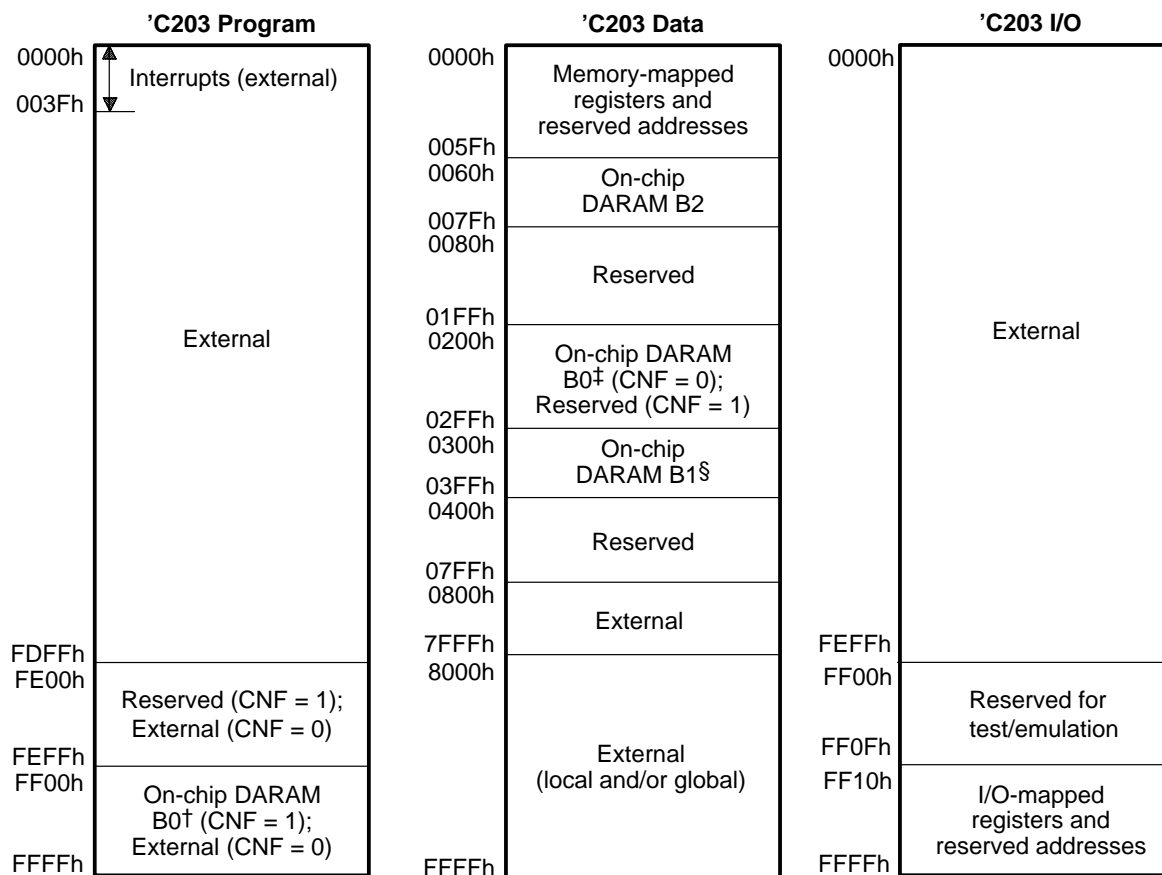 ’C203 Program
0000h
Interrupts (external)
003Fh
External
FDFFh
FE00h
Reserved (CNF = 1);
External (CNF = 0)
FEFFh
FF00h
On-chip DARAM
B0† (CNF = 1);
External (CNF = 0)
FFFFh
’C203 Data
0000h
Memory-mapped
registers and
reserved addresses
005Fh
0060h
On-chip
DARAM B2
007Fh
0080h
Reserved
01FFh
0200h
On-chip DARAM
B0‡ (CNF = 0);
Reserved (CNF = 1)
02FFh
0300h
On-chip
DARAM B1§
03FFh
0400h
Reserved
07FFh
0800h
External
7FFFh
8000h
External
(local and/or global)
FFFFh
’C203 I/O
0000h
External
FEFFh
FF00h
Reserved for
test/emulation
FF0Fh
FF10h
I/O-mapped
registers and
reserved addresses
FFFFh